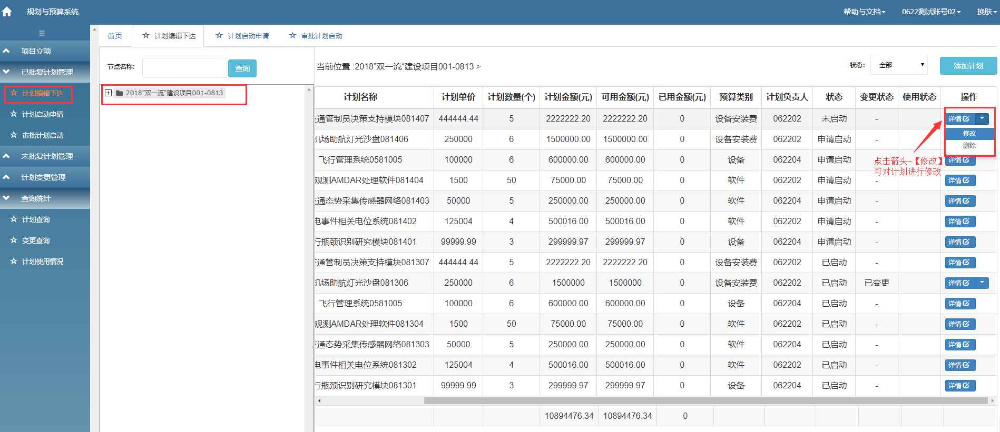 规划与预算系统
帮助与文档
0622测试账号02
换肤
项目立项
已批复计划管理
计划编辑下达
计划启动申请
审批计划启动
未批复计划管理
计划变更管理
查询统计
计划查询
变更查询
计划使用情况
首页
计划编辑下达
计划启动申请
审批计划启动
节点名称:
查询
2018”双一流“建设项目001-0813
当前位置 :2018”双一流“建设项目001-0813 >
状态:
全部
添加计划
计划名称 计划单价 计划数量(个) 计划金额(元) 可用金额(元) 已用金额(元) 预算类别 计划负责人 状态 变更状态 使用状态 操作
通管制员决策支持模块081407 444444.44 5 2222222.20 2222222.20 0 设备安装费 062202 未启动 - 详情
修改
删除
机场助航灯光沙盘081406 250000 6 1500000.00 1500000.00 0 设备安装费 062202 申请启动 -
飞行管理系统0581005 100000 6 600000.00 600000.00 0 设备 062204 申请启动 详情
点击箭头-【修改】
可对计划进行修改
观测AMDAR处理软件081404 1500 50 75000.00 75000.00 0 软件 062202 申请启动 - 详情
通态势采集传感器网络081403 50000 5 250000.00 250000.00 0 软件 062204 申请启动 - 详情
电事件相关电位系统081402 125004 4 500016.00 500016.00 0 软件 062202 申请启动 - 详情
行瓶颈识别研究模块081401 99999.99 3 299999.97 299999.97 0 设备 062204 申请启动 - 详情
通管制员决策支持模块081307 444444.44 5 2222222.20 2222222.20 0 设备安装费 062202 已启动 - 详情
机场助航灯光沙盘081306 250000 6 1500000 1500000 0 设备安装费 062202 已启动 已变更 详情
飞行管理系统0581005 100000 6 600000.00 600000.00 0 设备 062204 已启动 - 详情
观测AMDAR处理软件081304 1500 50 75000.00 75000.00 0 软件 062202 已启动 - 详情
通态势采集传感器网络081303 50000 5 250000.00 250000.00 0 软件 062204 已启动 - 详情
电事件相关电位系统081302 125004 4 500016.00 500016.00 0 软件 062202 已启动 - 详情
行瓶颈识别研究模块081301 99999.99 3 299999.97 299999.97 0 设备 062204 已启动 - 详情
10894476.34 10894476.34 0